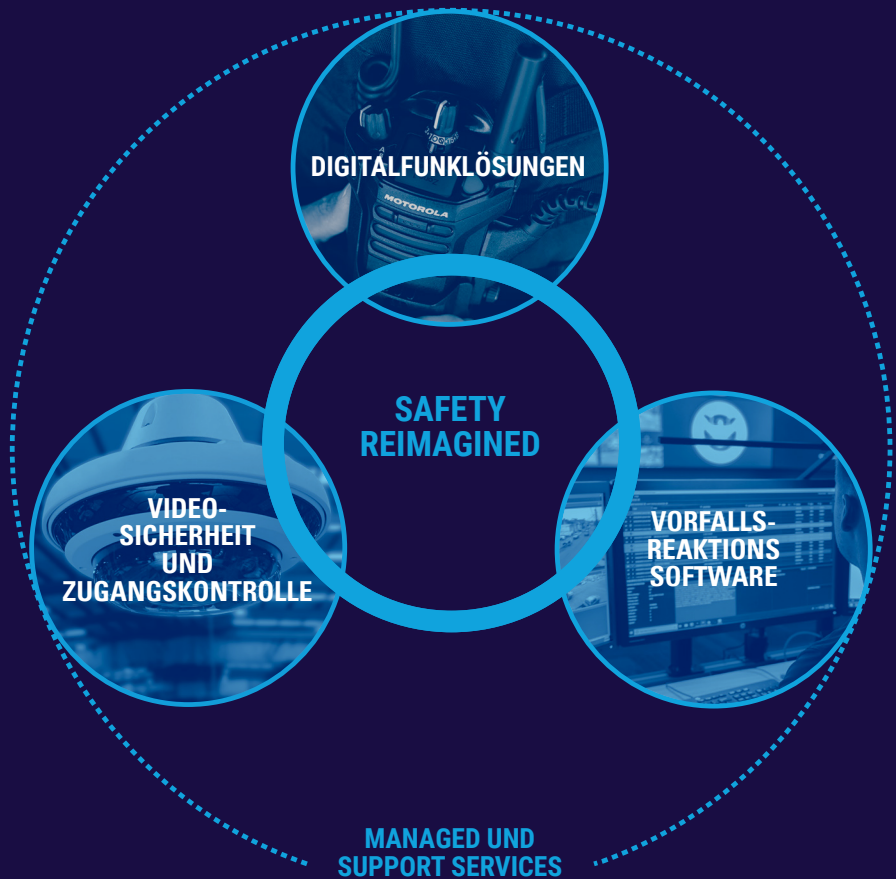 DIGITALFUNKLÖSUNGEN
MOTOROLA
SAFETY
REIMAGINED
VIDEO-
SICHERHEIT
UND
ZUGANGSKONTROLLE
VORFALLS-
REAKTIONS
SOFTWARE
MANAGED UND
SUPPORT SERVICES